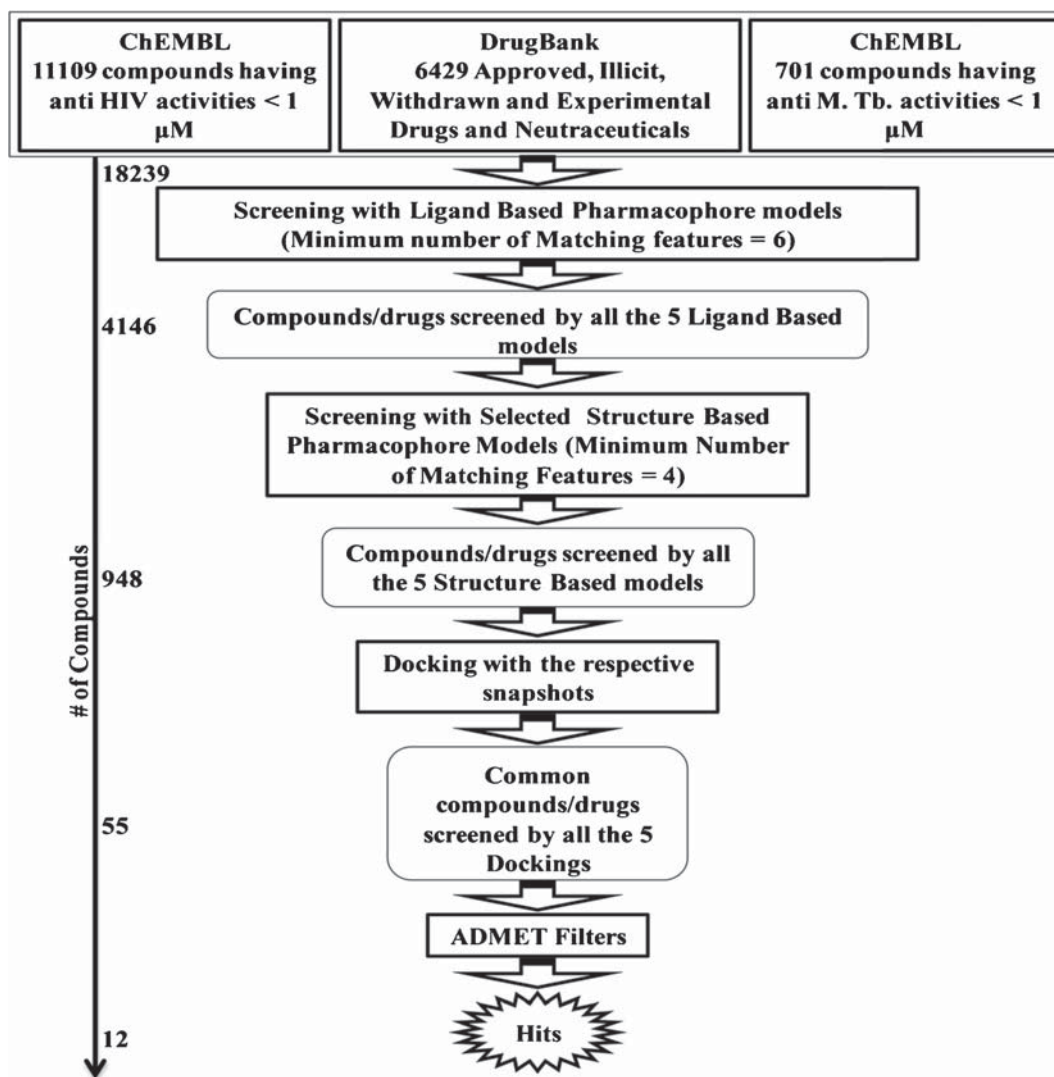 ChEMBL
11109 compounds having
anti HIV activities < 1
µM
DrugBank
6429 Approved, Illicit,
Withdrawn and Experimental
Drugs and Neutraceuticals
ChEMBL
701 compounds having
anti M. Tb. activities < 1
µM
18239
Screening with Ligand Based Pharmacophore models
(Minimum number of Matching features = 6)
4146
Compounds/drugs screened by all the 5 Ligand Based
models
Screening with Selected Structure Based
Pharmacophore Models (Minimum Number
of Matching Features = 4)
# of Compounds
948
Compounds/drugs screened by all
the 5 Structure Based models
Docking with the respective
snapshots
55
Common
compounds/drugs
screened by all the 5
Dockings
ADMET Filters
12
Hits